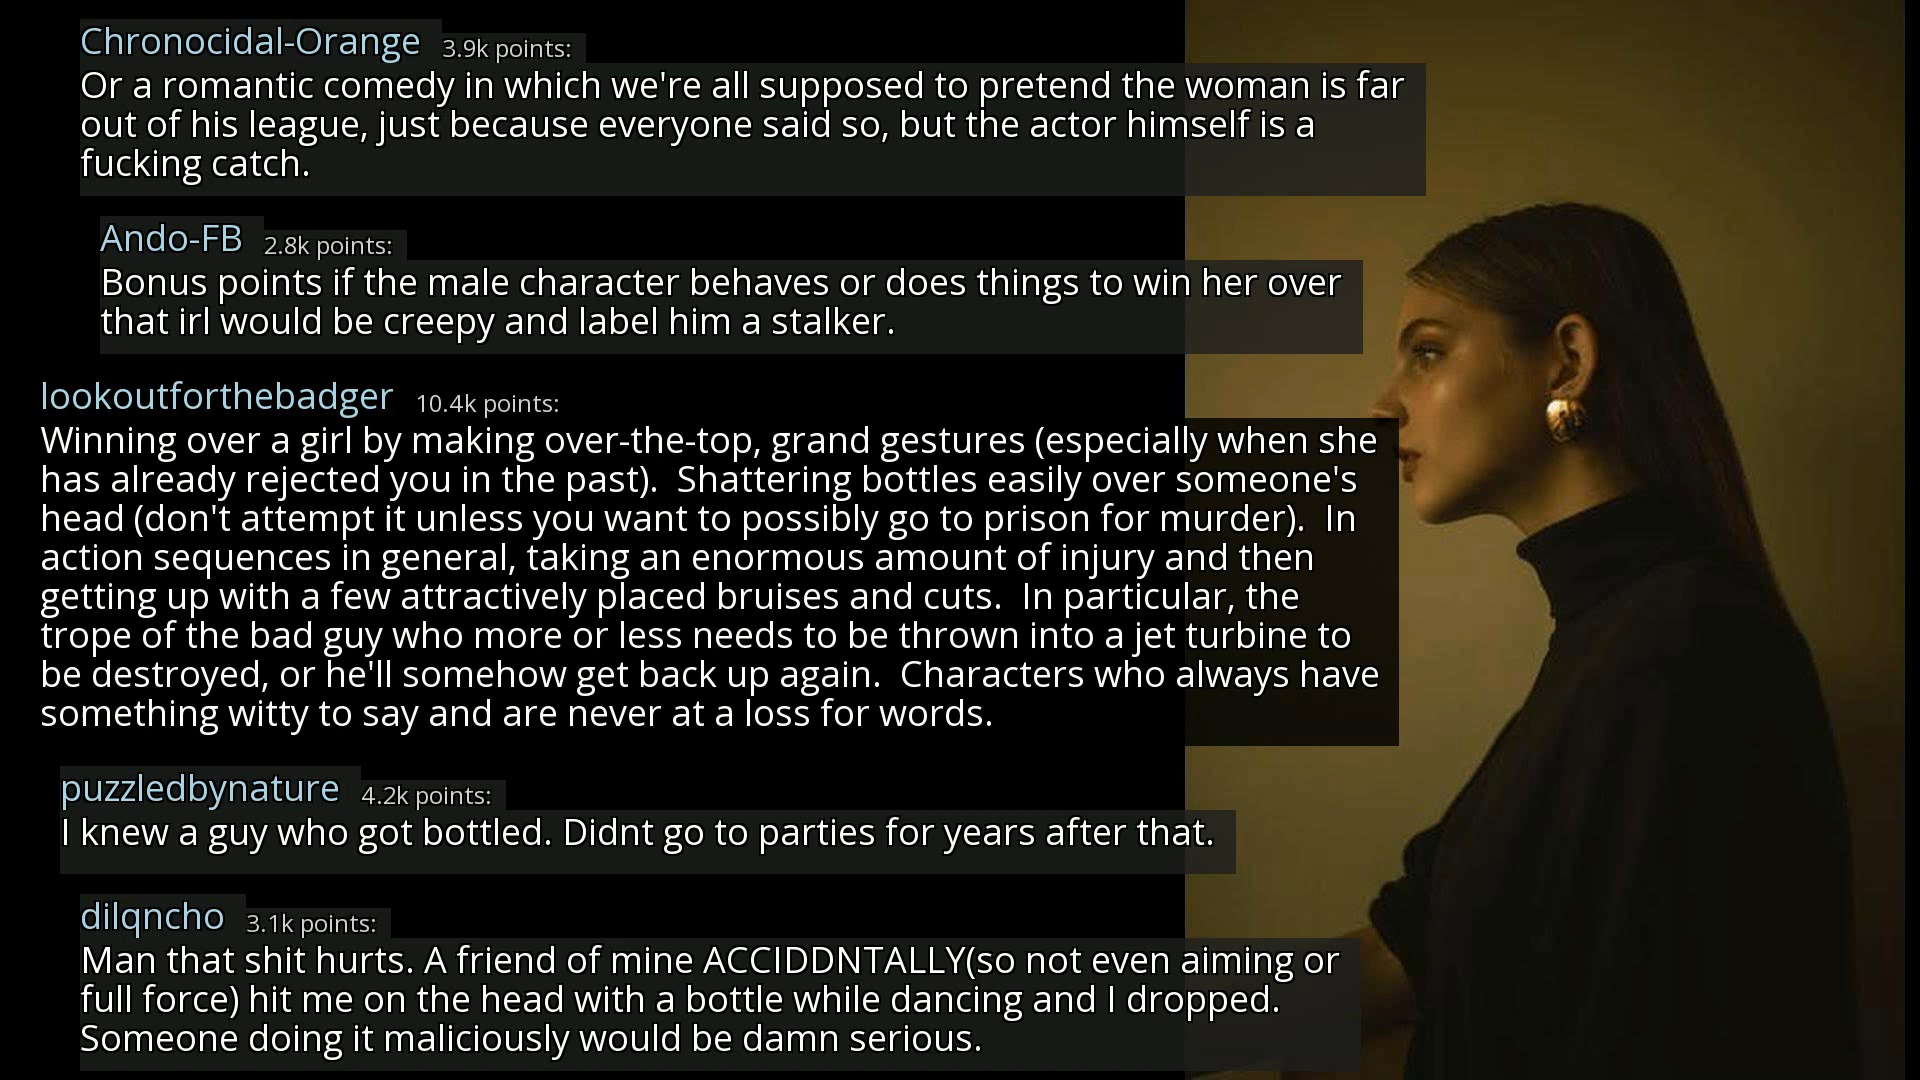 Chronocidal-Orange 3.9k points:
Or a romantic comedy in which we're all supposed to pretend the woman is far
out of his league, just because everyone said so, but the actor himself is a
fucking catch.
Ando-FB 2.8k points:
Bonus points if the male character behaves or does things to win her over
that irl would be creepy and label him a stalker.
lookoutforthebadger 10.4k points:
Winning over a girl by making over-the-top, grand gestures (especially when she
has already rejected you in the past).  Shattering bottles easily over someone's
head (don't attempt it unless you want to possibly go to prison for murder).  In
action sequences in general, taking an enormous amount of injury and then
getting up with a few attractively placed bruises and cuts.  In particular, the
trope of the bad guy who more or less needs to be thrown into a jet turbine to
be destroyed, or he'll somehow get back up again.  Characters who always have
something witty to say and are never at a loss for words.
puzzledbynature 4.2k points:
I knew a guy who got bottled. Didnt go to parties for years after that.
dilqncho 3.1k points:
Man that shit hurts. A friend of mine ACCIDDNTALLY(so not even aiming or
full force) hit me on the head with a bottle while dancing and I dropped.
Someone doing it maliciously would be damn serious.